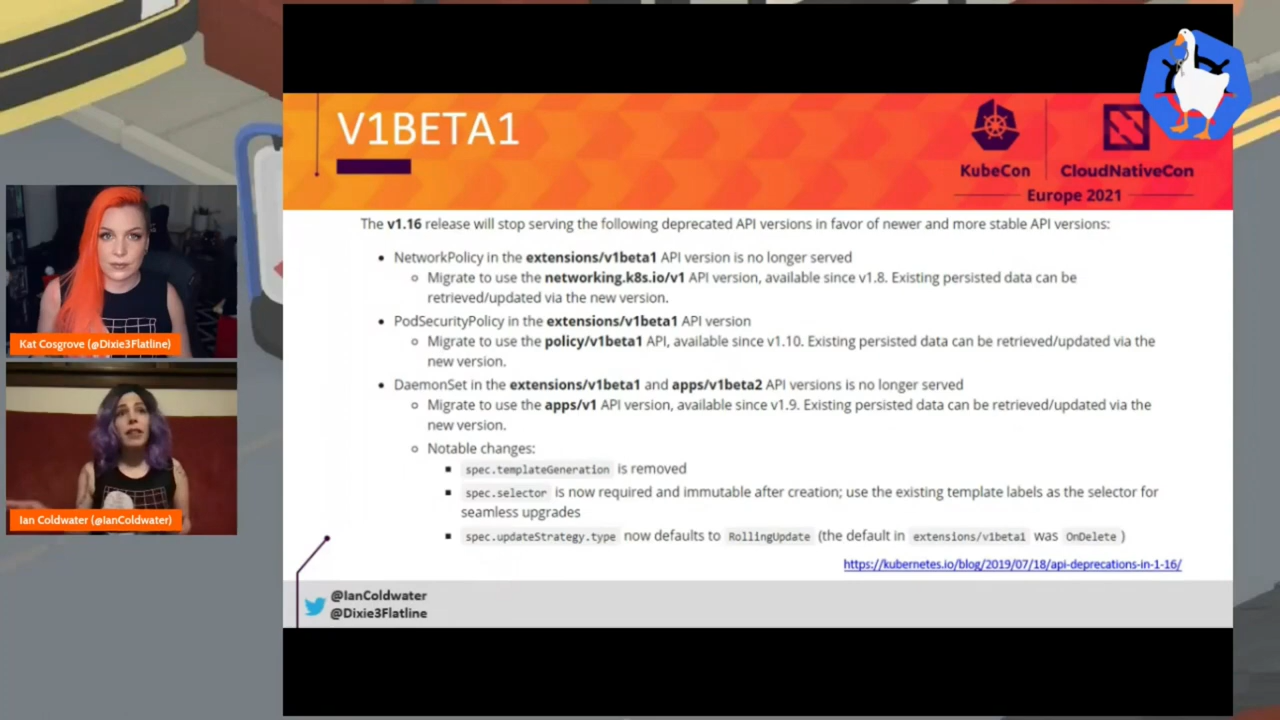 V1BETA1
KubeCon
CloudNativeCon
Europe 2021
The v1.16 release will stop serving the following deprecated API versions in favor of newer and more stable API versions:
• NetworkPolicy in the extensions/v1beta1 API version is no longer served
Migrate to use the networking.k8s.io/v1 API version, available since v1.8. Existing persisted data can be
retrieved/updated via the new version.
• PodSecurityPolicy in the extensions/v1beta1 API version
Migrate to use the policy/v1beta1 API, available since v1.10. Existing persisted data can be retrieved/updated via the
new version.
• DaemonSet in the extensions/v1beta1 and apps/v1beta2 API versions is no longer served
Migrate to use the apps/v1 API version, available since v1.9. Existing persisted data can be retrieved/updated via the
new version.
Notable changes:
spec.templateGeneration is removed
spec.selector is now required and immutable after creation; use the existing template labels as the selector for
seamless upgrades
spec.updateStrategy.type now defaults to RollingUpdate (the default in extensions/v1beta1 was OnDelete )
https://kubernetes.io/blog/2019/07/18/api-deprecations-in-1-16/
@IanColdwater
@Dixie3Flatline
Kat Cosgrove (@Dixie3Flatline)
Ian Coldwater (@IanColdwater)